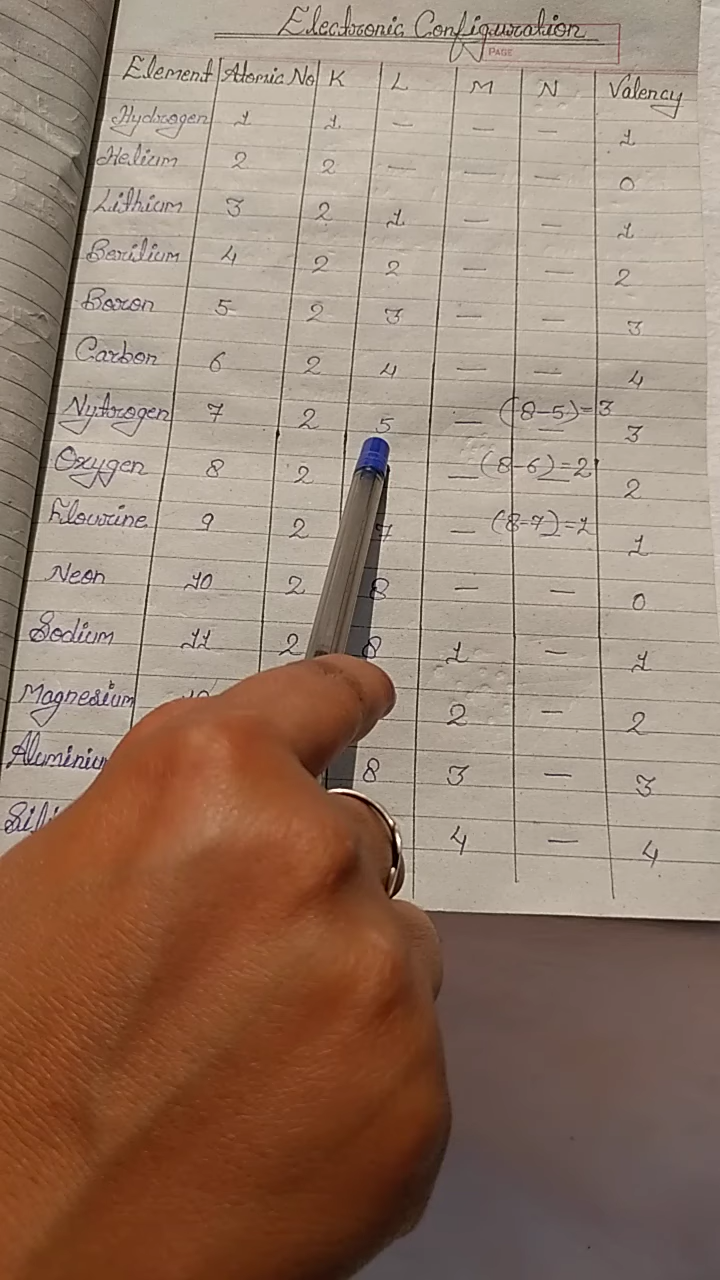 Electronic Configuration
PAGE
Element Atomic No K L M N Valency
Hydrogen 1 1 — — — 1
Helium 2 2 — — — 0
Lithium 3 2 1 — — 1
Berilium 4 2 2 — — 2
Boron 5 2 3 — — 3
Carbon 6 2 4 — — 4
Nytrogen 7 2 5 — — (8-5)=3 3
Oxygen 8 2 — — (8-6)=2 2
Flourine 9 2 7 — — (8-7)=1 1
Neon 10 2 8 — — 0
Sodium 11 2 8 1 — 1
Magnesium 2 — 2
Aluminiu 8 3 — 3
Sili 4 — 4